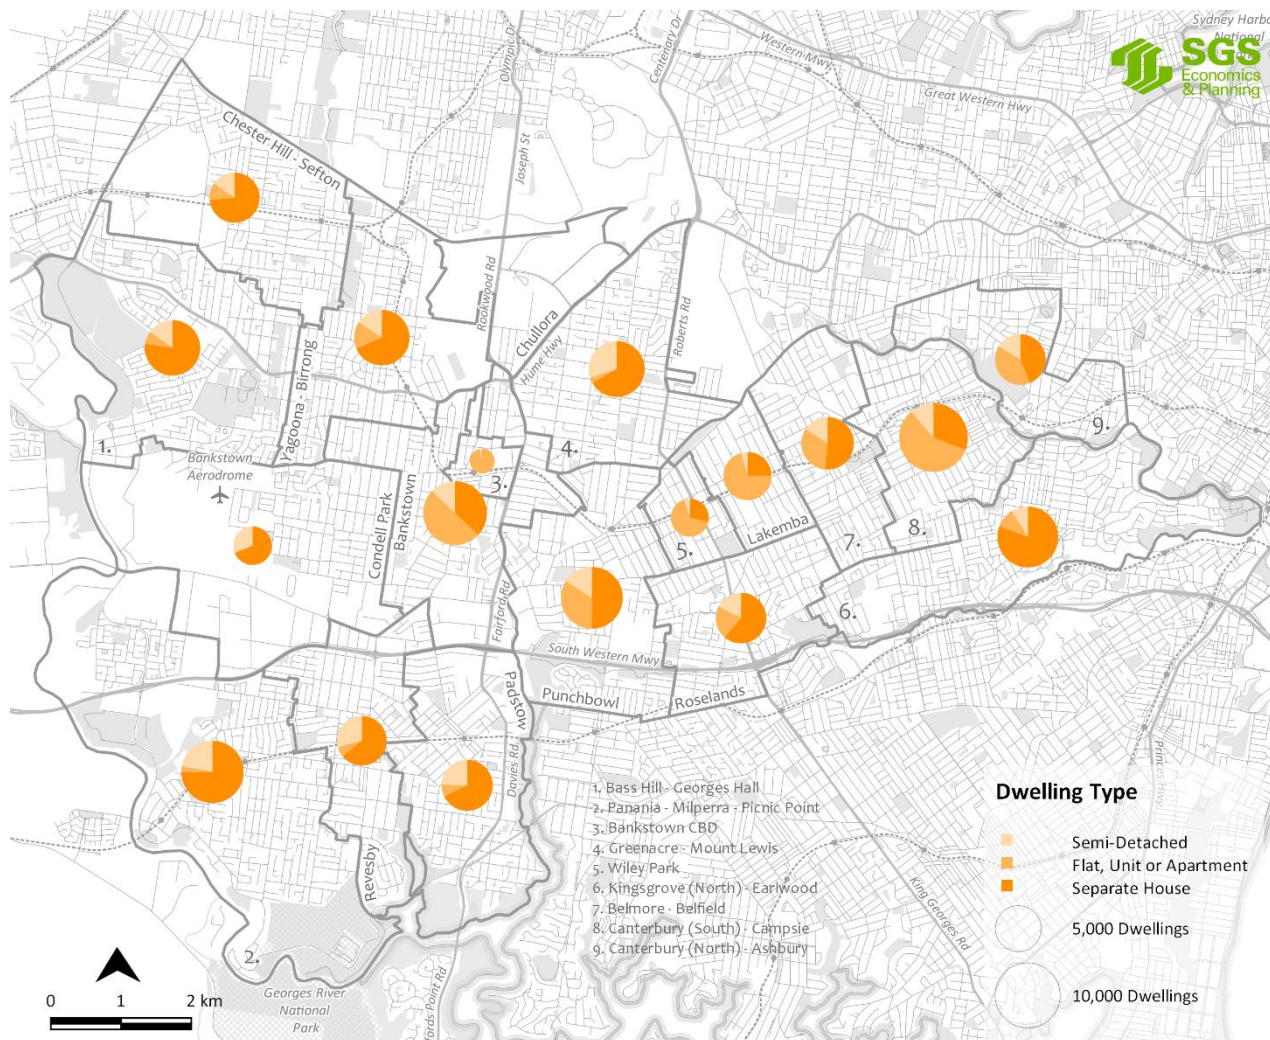 Sydney Harbo
National
SGS
Economics
& Planning
Olympic Dr
Centenary Dr
Western Mwy
Great Western Hwy
Chester Hill - Sefton
Joseph St
Rookwood Rd
Chullora
Hume Hwy
Roberts Rd
Yagoona - Birrong
1.
Bankstown
Aerodrome
Condell Park
Bankstown
3.
4.
5.
Lakemba
7.
8.
9.
6.
Fairford Rd
South Western Mwy
Punchbowl
Roselands
Padstow
Davies Rd
Revesby
2.
Georges River
National
Park
fords Point Rd
King Georges Rd
Princes Hwy
1. Bass Hill - Georges Hall
2. Panania - Milperra - Picnic Point
3. Bankstown CBD
4. Greenacre - Mount Lewis
5. Wiley Park
6. Kingsgrove (North) - Earlwood
7. Belmore - Belfield
8. Canterbury (South) - Campsie
9. Canterbury (North) - Ashbury
Dwelling Type
Semi-Detached
Flat, Unit or Apartment
Separate House
5,000 Dwellings
10,000 Dwellings
0 1 2 km